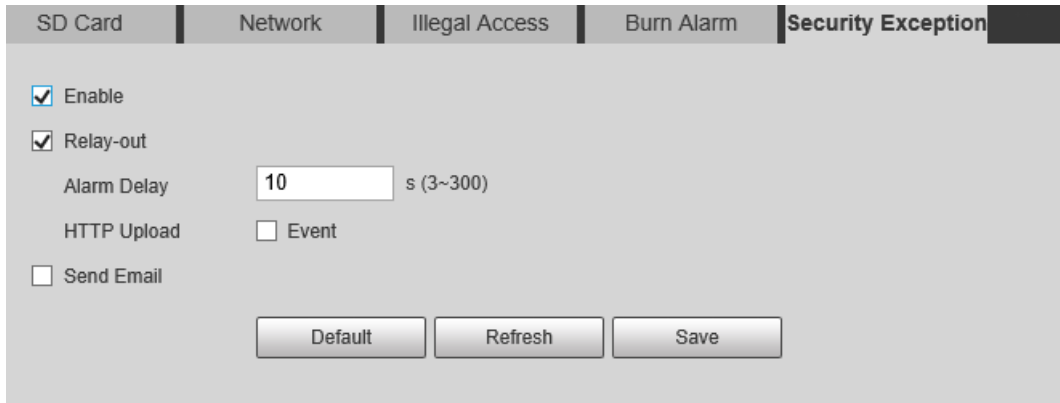 SD Card Network Illegal Access Burn Alarm Security Exception
Enable
Relay-out
Alarm Delay 10 s (3~300)
HTTP Upload Event
Send Email
Default Refresh Save